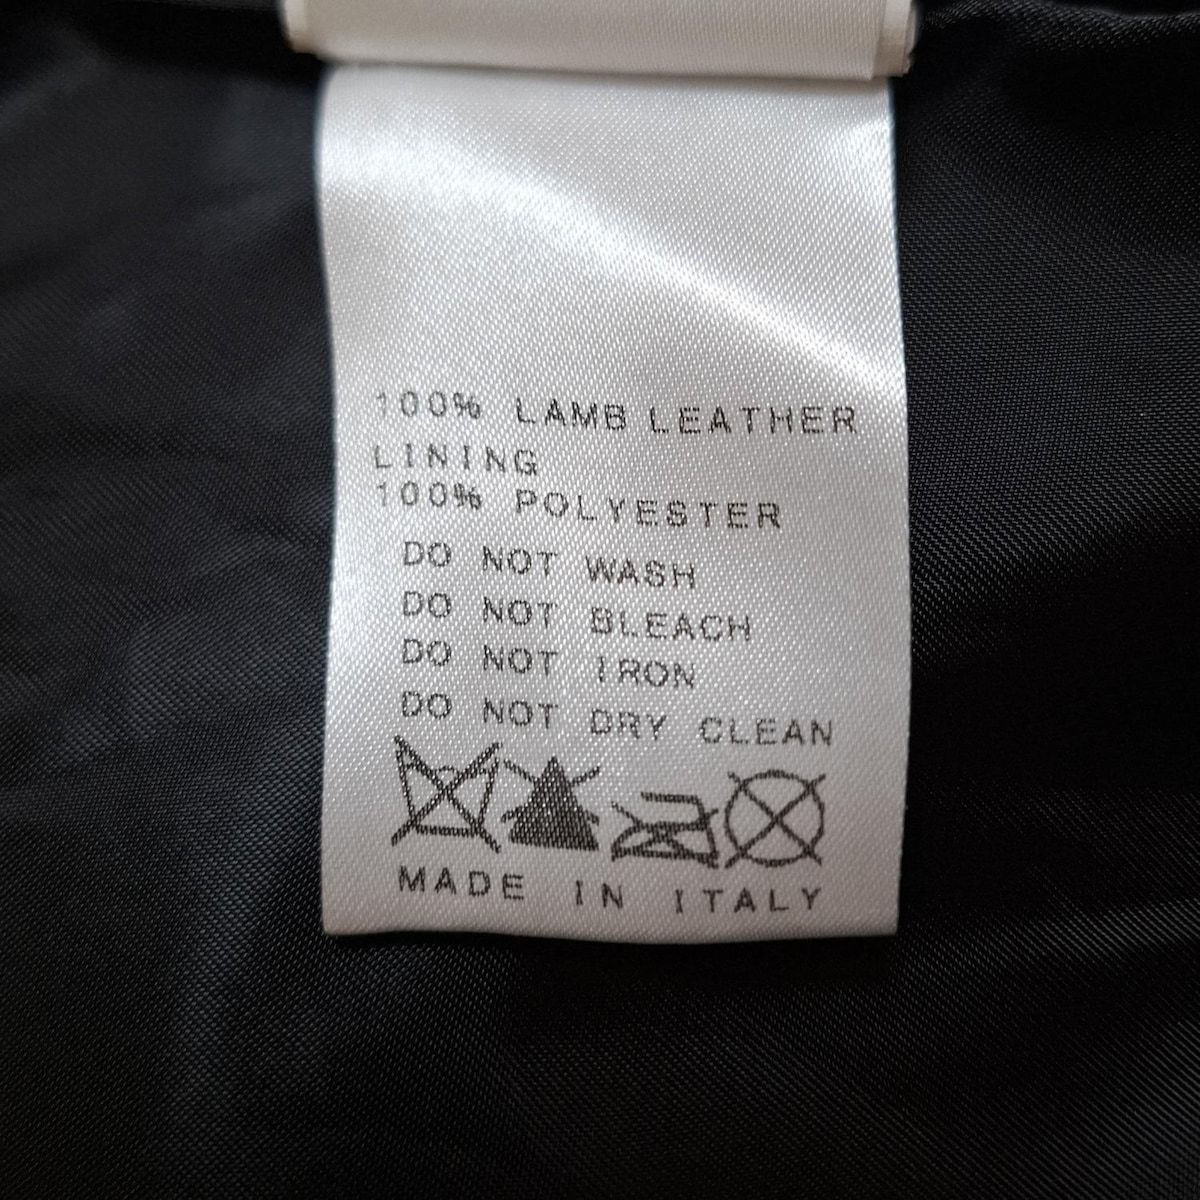 100% LAMB LEATHER
LINING
100% POLYESTER
DO NOT WASH
DO NOT BLEACH
DO NOT IRON
DO NOT DRY CLEAN
MADE IN ITALY